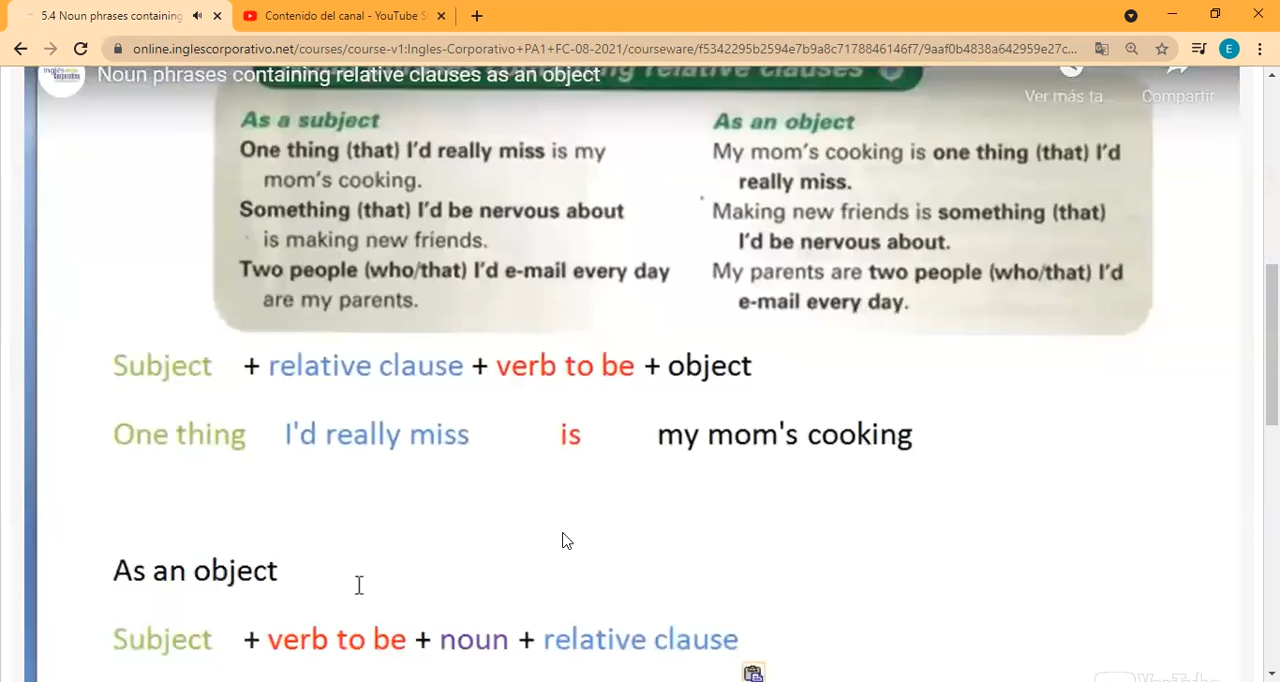 5.4 Noun phrases containing
Contenido del canal - YouTube S
online.inglescorporativo.net/courses/course-v1:Ingles-Corporativo+PA1+FC-08-2021/courseware/f5342295b2594e7b9a8c7178846146f7/9aaf0b4838a642959e27c...
E
Noun phrases containing relative clauses as an object
relative clauses
Ver más ta...
Compartir
As a subject
One thing (that) I'd really miss is my
mom's cooking.
Something (that) I'd be nervous about
is making new friends.
Two people (who/that) I'd e-mail every day
are my parents.
As an object
My mom's cooking is one thing (that) I'd
really miss.
Making new friends is something (that)
I'd be nervous about.
My parents are two people (who/that) I'd
e-mail every day.
Subject + relative clause + verb to be + object
One thing I'd really miss is my mom's cooking
As an object
Subject + verb to be + noun + relative clause